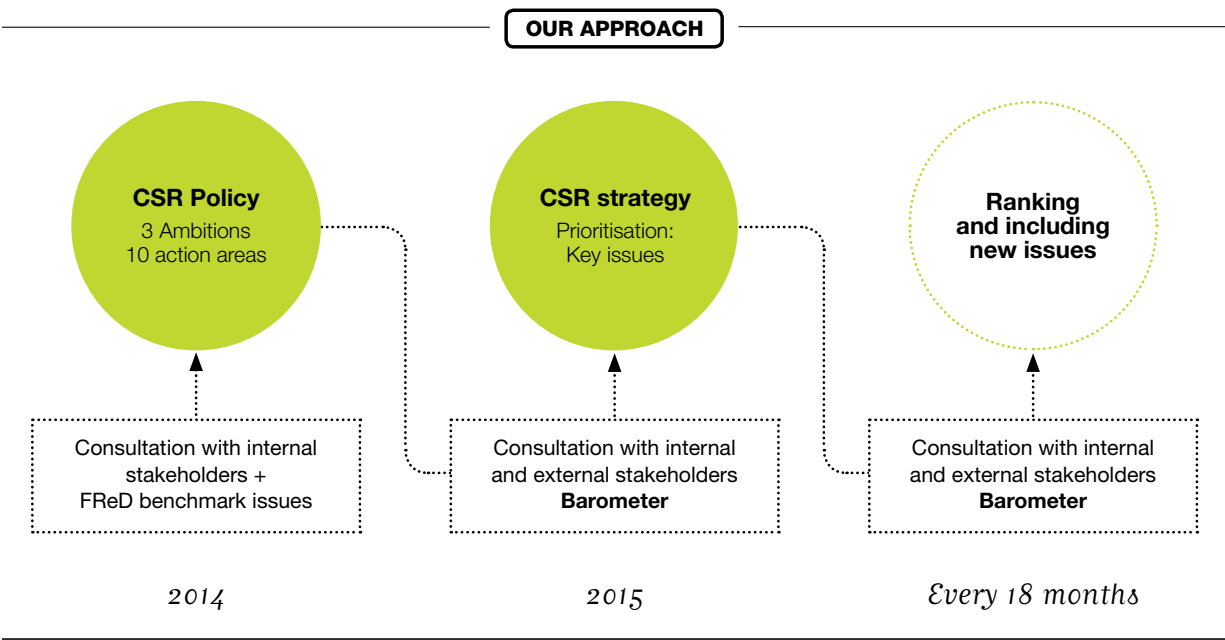 OUR APPROACH
CSR Policy
3 Ambitions
10 action areas
CSR strategy
Prioritisation:
Key issues
Ranking
and including
new issues
Consultation with internal
stakeholders +
FReD benchmark issues
Consultation with internal
and external stakeholders
Barometer
Consultation with internal
and external stakeholders
Barometer
2014
2015
Every 18 months